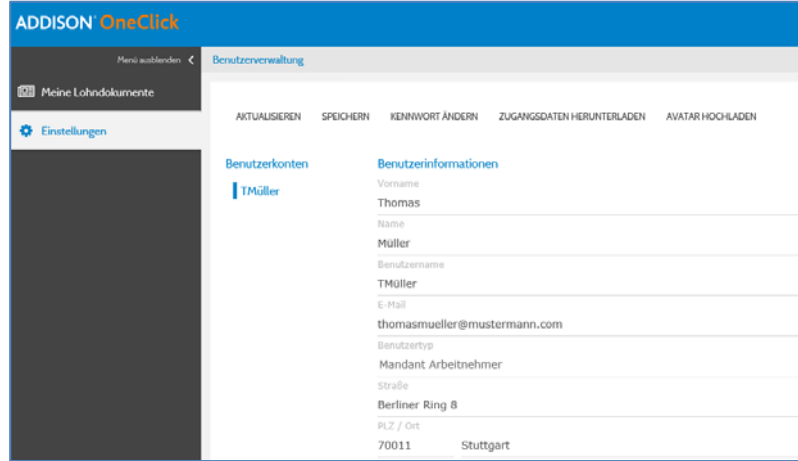 ADDISON OneClick
Menü ausblenden
Benutzerverwaltung
Meine Lohndokumente
Einstellungen
AKTUALISIEREN SPEICHERN KENNWORT ÄNDERN ZUGANGSDATEN HERUNTERLADEN AVATAR HOCHLADEN
Benutzerkonten
TMüller
Benutzerinformationen
Vorname
Thomas
Name
Müller
Benutzername
TMüller
E-Mail
thomasmueller@mustermann.com
Benutzertyp
Mandant Arbeitnehmer
Straße
Berliner Ring 8
PLZ / Ort
70011 Stuttgart